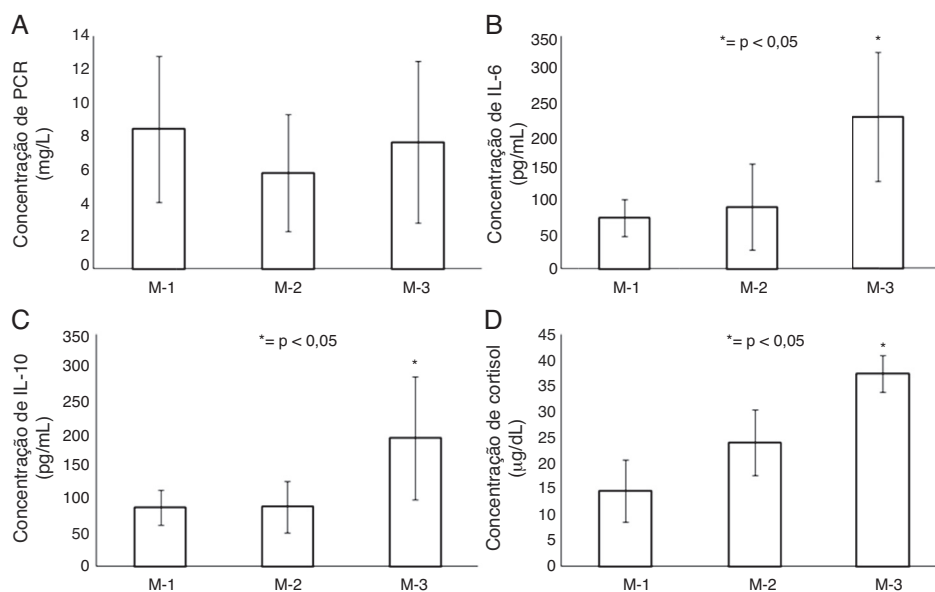 A
Concentração de PCR
(mg/L)
14
12
10
8
6
4
2
0
M-1
M-2
M-3
B
Concentração de IL-6
(pg/mL)
*= p < 0,05
*
350
300
250
200
150
100
50
0
M-1
M-2
M-3
C
Concentração de IL-10
(pg/mL)
*= p < 0,05
*
350
300
250
200
150
100
50
0
M-1
M-2
M-3
D
Concentração de cortisol
(µg/dL)
*= p < 0,05
*
45
40
35
30
25
20
15
10
5
0
M-1
M-2
M-3